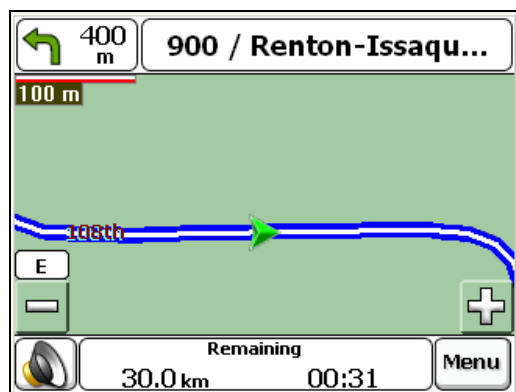 400
m
900 / Renton-Issaqu...
100 m
108th
E
Remaining
30.0 km 00:31
Menu